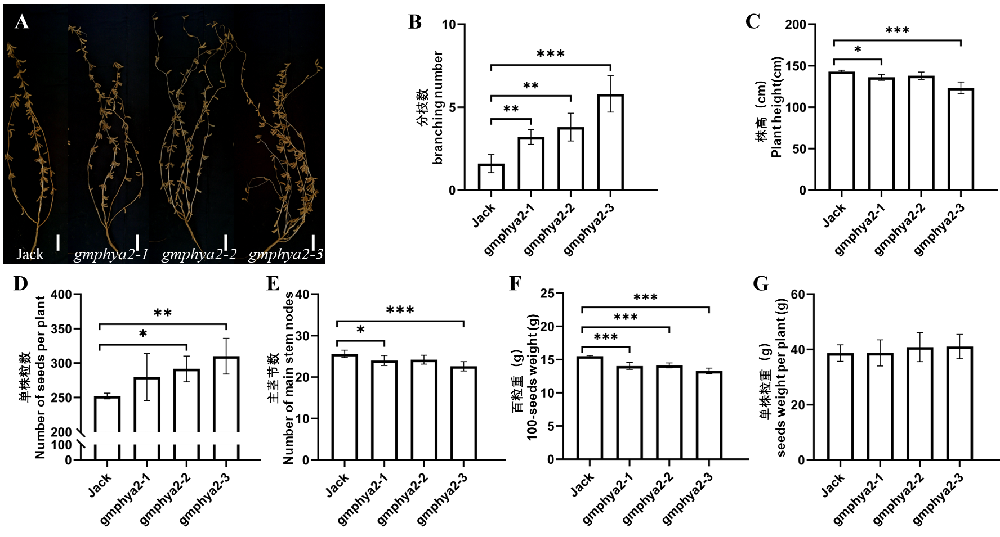 A
Jack
gmphya2-1
gmphya2-2
gmphya2-3
B
分枝数
branching number
10
5
0
**
**
***
Jack
gmphya2-1
gmphya2-2
gmphya2-3
C
株高（cm）
Plant height(cm)
200
150
100
50
0
*
***
Jack
gmphya2-1
gmphya2-2
gmphya2-3
D
单株粒数
Number of seeds per plant
400
350
300
250
200
100
0
**
*
Jack
gmphya2-1
gmphya2-2
gmphya2-3
E
主茎节数
Number of main stem nodes
40
30
20
10
0
***
*
Jack
gmphya2-1
gmphya2-2
gmphya2-3
F
百粒重（g）
100-seeds weight (g)
25
20
15
10
5
0
***
***
***
Jack
gmphya2-1
gmphya2-2
gmphya2-3
G
单株粒重（g）
seeds weight per plant (g)
60
40
20
0
Jack
gmphya2-1
gmphya2-2
gmphya2-3